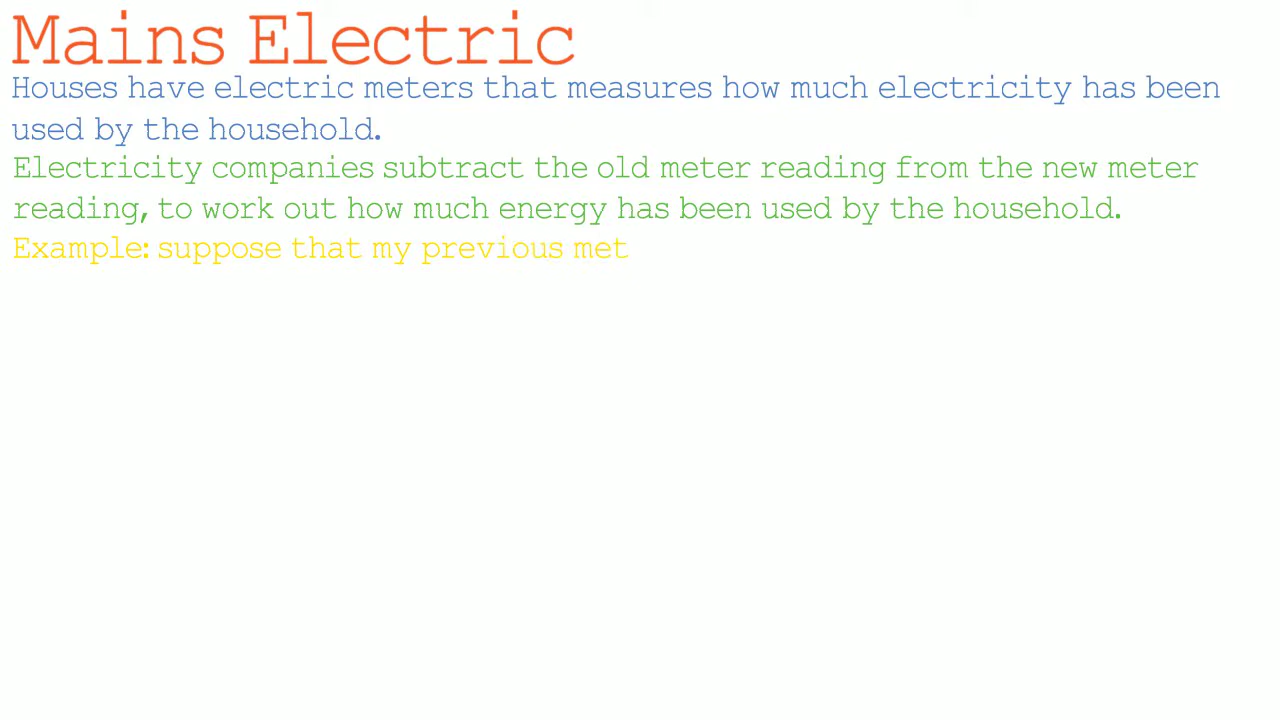 Mains Electric
Houses have electric meters that measures how much electricity has been
used by the household.
Electricity companies subtract the old meter reading from the new meter
reading, to work out how much energy has been used by the household.
Example: suppose that my previous met